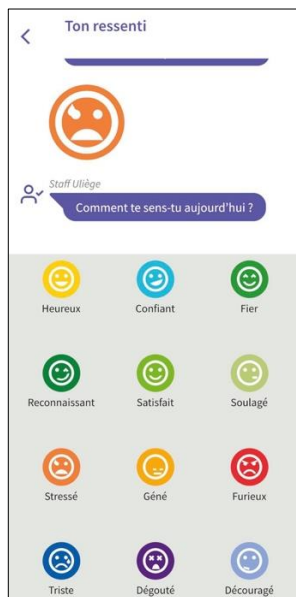 Ton ressenti
Staff Uliège
Comment te sens-tu aujourd'hui ?
Heureux
Confiant
Fier
Reconnaissant
Satisfait
Soulagé
Stressé
Géné
Furieux
Triste
Dégouté
Découragé